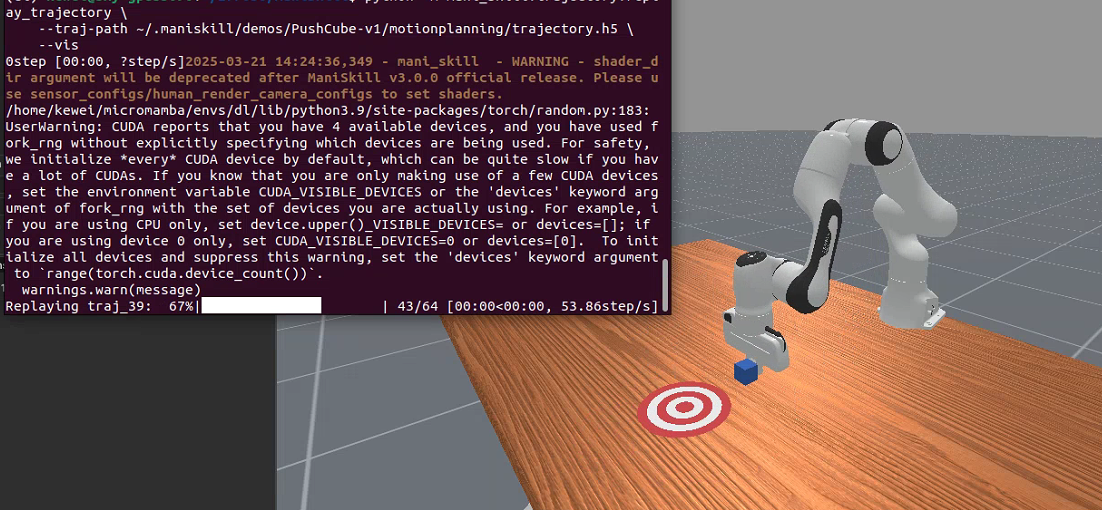 ay_trajectory \
    --traj-path ~/.maniskill/demos/PushCube-v1/motionplanning/trajectory.h5 \
    --vis
0step [00:00, ?step/s]2025-03-21 14:24:36,349 - mani_skill  - WARNING - shader_d
ir argument will be deprecated after ManiSkill v3.0.0 official release. Please u
se sensor_configs/human_render_camera_configs to set shaders.
/home/kewei/micromamba/envs/dl/lib/python3.9/site-packages/torch/random.py:183:
UserWarning: CUDA reports that you have 4 available devices, and you have used f
ork_rng without explicitly specifying which devices are being used. For safety,
we initialize *every* CUDA device by default, which can be quite slow if you hav
e a lot of CUDAs. If you know that you are only making use of a few CUDA devices
, set the environment variable CUDA_VISIBLE_DEVICES or the 'devices' keyword arg
ument of fork_rng with the set of devices you are actually using. For example, i
f you are using CPU only, set device.upper()_VISIBLE_DEVICES= or devices=[]; if
you are using device 0 only, set CUDA_VISIBLE_DEVICES=0 or devices=[0].  To init
ialize all devices and suppress this warning, set the 'devices' keyword argument
 to `range(torch.cuda.device_count())`.
  warnings.warn(message)
Replaying traj_39:  67%| | 43/64 [00:00<00:00, 53.86step/s]